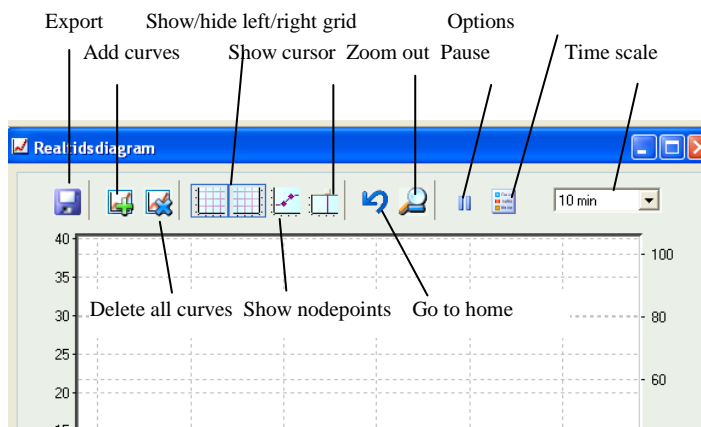 Export Show/hide left/right grid Options
Add curves Show cursor Zoom out Pause Time scale
Realtidsdiagram
10 min
40
100
35
Delete all curves Show nodepoints Go to home
30
80
25
60
20
15